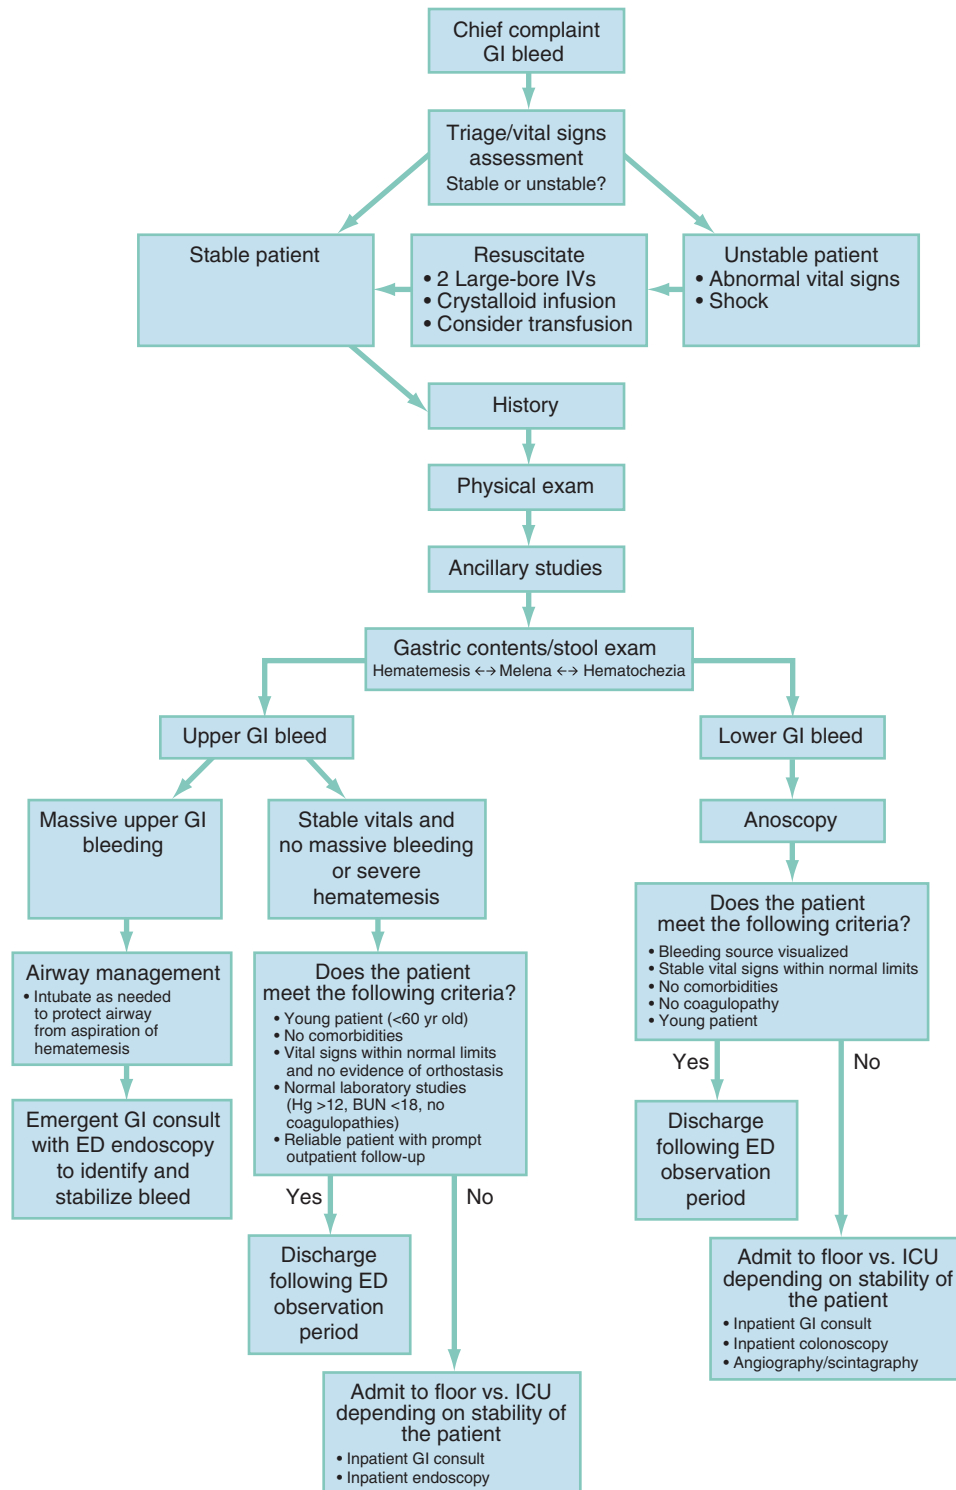 Chief complaint
GI bleed
Triage/vital signs
assessment
Stable or unstable?
Stable patient
Resuscitate
• 2 Large-bore IVs
• Crystalloid infusion
• Consider transfusion
Unstable patient
• Abnormal vital signs
• Shock
History
Physical exam
Ancillary studies
Gastric contents/stool exam
Hematemesis ↔ Melena ↔ Hematochezia
Upper GI bleed
Lower GI bleed
Massive upper GI
bleeding
Stable vitals and
no massive bleeding
or severe
hematemesis
Anoscopy
Airway management
• Intubate as needed
to protect airway
from aspiration of
hematemesis
Does the patient
meet the following criteria?
• Young patient (<60 yr old)
• No comorbidities
• Vital signs within normal limits
and no evidence of orthostasis
• Normal laboratory studies
(Hg >12, BUN <18, no
coagulopathies)
• Reliable patient with prompt
outpatient follow-up
Does the patient
meet the following criteria?
• Bleeding source visualized
• Stable vital signs within normal limits
• No comorbidities
• No coagulopathy
• Young patient
Emergent GI consult
with ED endoscopy
to identify and
stabilize bleed
Yes
No
Yes
No
Discharge
following ED
observation
period
Discharge
following ED
observation
period
Admit to floor vs. ICU
depending on stability of
the patient
• Inpatient GI consult
• Inpatient colonoscopy
• Angiography/scintagraphy
Admit to floor vs. ICU
depending on stability of
the patient
• Inpatient GI consult
• Inpatient endoscopy